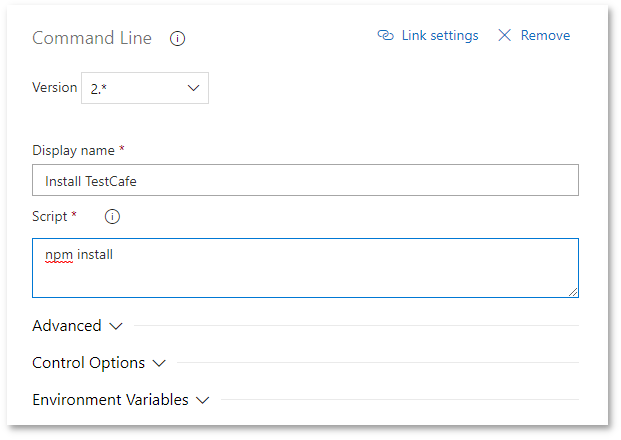 Command Line
Link settings
Remove
Version 2.*
Display name *
Install TestCafe
Script *
npm install
Advanced
Control Options
Environment Variables